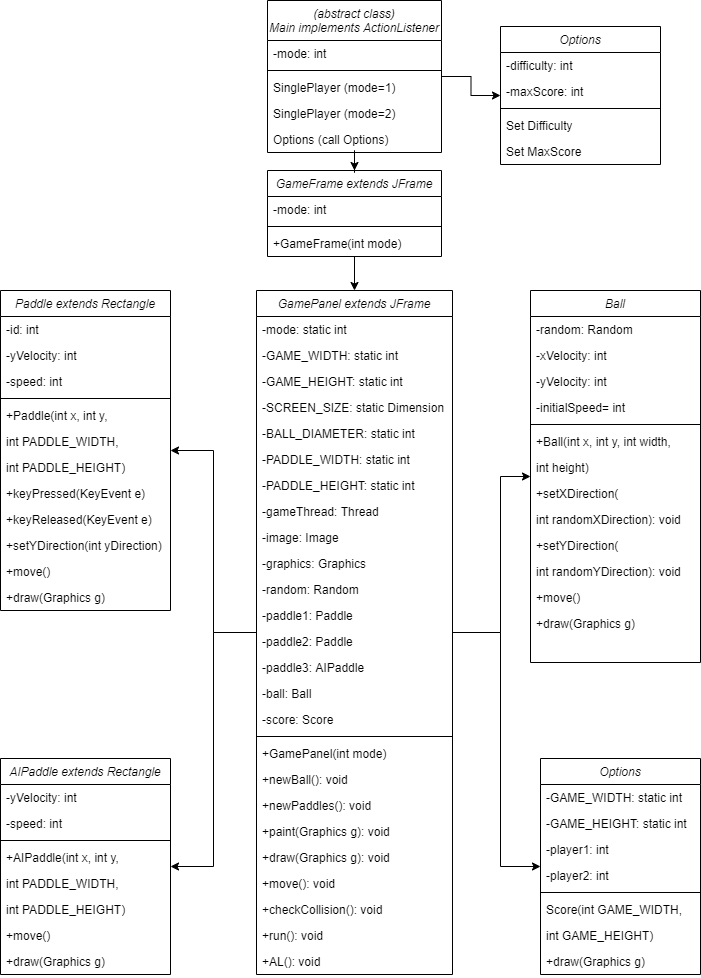 (abstract class)
Main implements ActionListener
-mode: int
SinglePlayer (mode=1)
SinglePlayer (mode=2)
Options (call Options)
Options
-difficulty: int
-maxScore: int
Set Difficulty
Set MaxScore
GameFrame extends JFrame
-mode: int
+GameFrame(int mode)
Paddle extends Rectangle
-id: int
-yVelocity: int
-speed: int
+Paddle(int x, int y,
int PADDLE_WIDTH,
int PADDLE_HEIGHT)
+keyPressed(KeyEvent e)
+keyReleased(KeyEvent e)
+setYDirection(int yDirection)
+move()
+draw(Graphics g)
GamePanel extends JFrame
-mode: static int
-GAME_WIDTH: static int
-GAME_HEIGHT: static int
-SCREEN_SIZE: static Dimension
-BALL_DIAMETER: static int
-PADDLE_WIDTH: static int
-PADDLE_HEIGHT: static int
-gameThread: Thread
-image: Image
-graphics: Graphics
-random: Random
-paddle1: Paddle
-paddle2: Paddle
-paddle3: AIPaddle
-ball: Ball
-score: Score
+GamePanel(int mode)
+newBall(): void
+newPaddles(): void
+paint(Graphics g): void
+draw(Graphics g): void
+move(): void
+checkCollision(): void
+run(): void
+AL(): void
Ball
-random: Random
-xVelocity: int
-yVelocity: int
-initialSpeed= int
+Ball(int x, int y, int width,
int height)
+setXDirection(
int randomXDirection): void
+setYDirection(
int randomYDirection): void
+move()
+draw(Graphics g)
AIPaddle extends Rectangle
-yVelocity: int
-speed: int
+AIPaddle(int x, int y,
int PADDLE_WIDTH,
int PADDLE_HEIGHT)
+move()
+draw(Graphics g)
Options
-GAME_WIDTH: static int
-GAME_HEIGHT: static int
-player1: int
-player2: int
Score(int GAME_WIDTH,
int GAME_HEIGHT)
+draw(Graphics g)